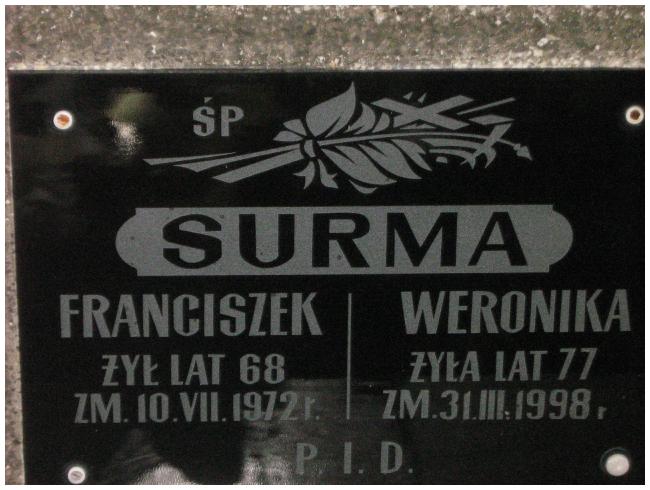 ŚP
SURMA
FRANCISZEK
ŻYŁ LAT 68
ZM. 10.VII.1972 r.
WERONIKA
ŻYŁA LAT 77
ZM.31.III.1998 r
P. I. D.